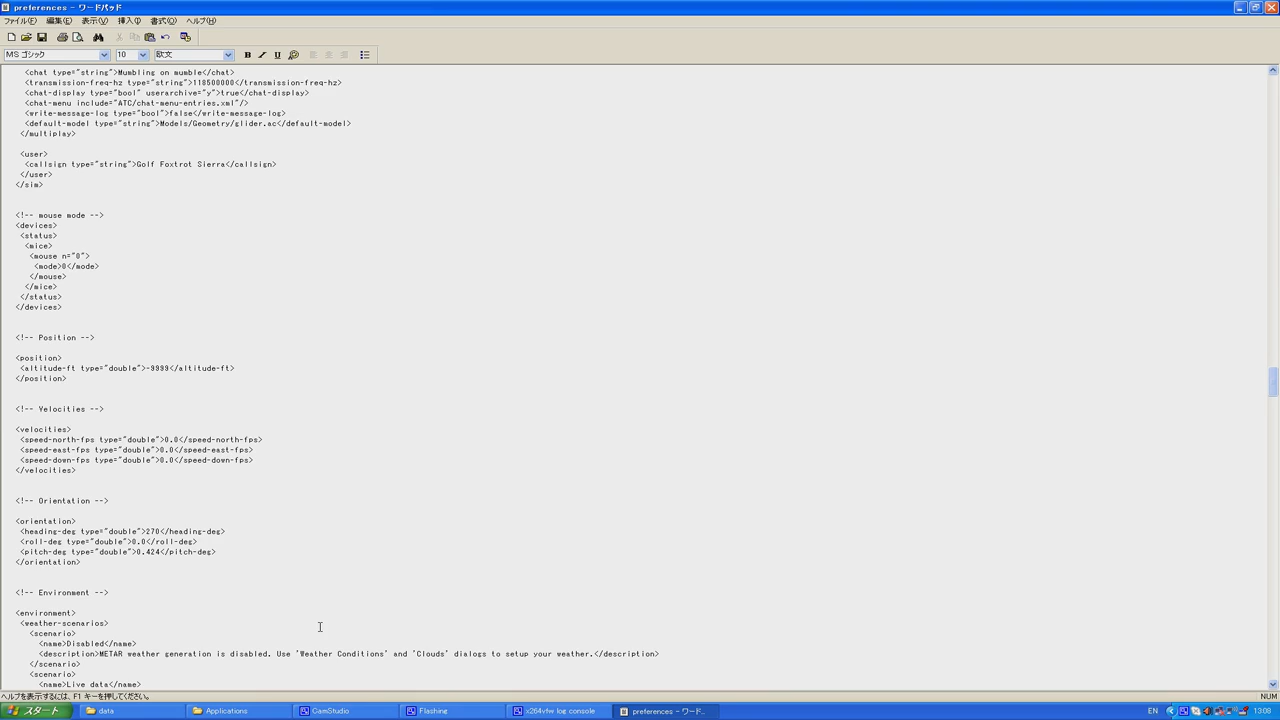 preferences - ワードパッド
ファイル(F) 編集(E) 表示(V) 挿入(I) 書式(O) ヘルプ(H)
MS ゴシック 10 欧文 B I U
<chat type="string">Mumbling on mumble</chat>
<transmission-freq-hz type="string">118500000</transmission-freq-hz>
<chat-display type="bool" userarchive="y">true</chat-display>
<chat-menu include="ATC/chat-menu-entries.xml"/>
<write-message-log type="bool">false</write-message-log>
<default-model type="string">Models/Geometry/glider.ac</default-model>
</multiplay>
<user>
<callsign type="string">Golf Foxtrot Sierra</callsign>
</user>
</sim>
<!-- mouse mode -->
<devices>
<status>
<mice>
<mouse n="0">
<mode>0</mode>
</mouse>
</mice>
</status>
</devices>
<!-- Position -->
<position>
<altitude-ft type="double">-9999</altitude-ft>
</position>
<!-- Velocities -->
<velocities>
<speed-north-fps type="double">0.0</speed-north-fps>
<speed-east-fps type="double">0.0</speed-east-fps>
<speed-down-fps type="double">0.0</speed-down-fps>
</velocities>
<!-- Orientation -->
<orientation>
<heading-deg type="double">270</heading-deg>
<roll-deg type="double">0.0</roll-deg>
<pitch-deg type="double">0.424</pitch-deg>
</orientation>
<!-- Environment -->
<environment>
<weather-scenarios>
<scenario>
<name>Disabled</name>
<description>METAR weather generation is disabled. Use 'Weather Conditions' and 'Clouds' dialogs to setup your weather.</description>
</scenario>
<scenario>
<name>Live data</name>
ヘルプを表示するには、F1 キーを押してください。 NUM
スタート data Applications CamStudio Flashing x264vfw log console preferences - ワード... EN 13:08